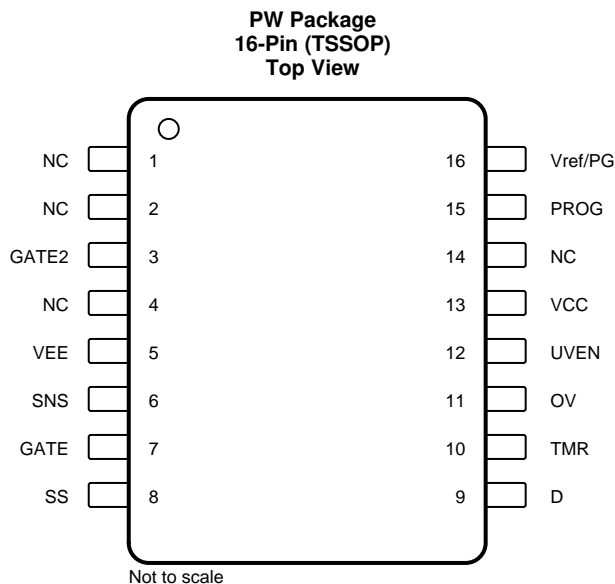 PW Package
16-Pin (TSSOP)
Top View
NC 1 16 Vref/PG
NC 2 15 PROG
GATE2 3 14 NC
NC 4 13 VCC
VEE 5 12 UVEN
SNS 6 11 OV
GATE 7 10 TMR
SS 8 9 D
Not to scale